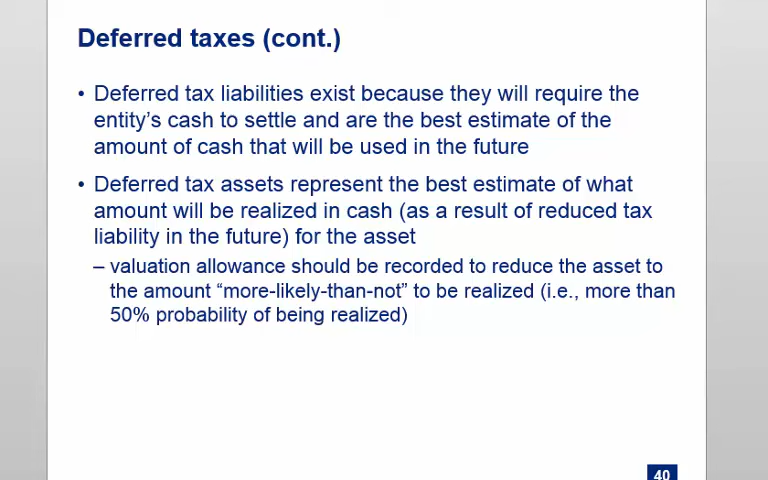 Deferred taxes (cont.)
• Deferred tax liabilities exist because they will require the
entity’s cash to settle and are the best estimate of the
amount of cash that will be used in the future
• Deferred tax assets represent the best estimate of what
amount will be realized in cash (as a result of reduced tax
liability in the future) for the asset
– valuation allowance should be recorded to reduce the asset to
the amount “more-likely-than-not” to be realized (i.e., more than
50% probability of being realized)
40